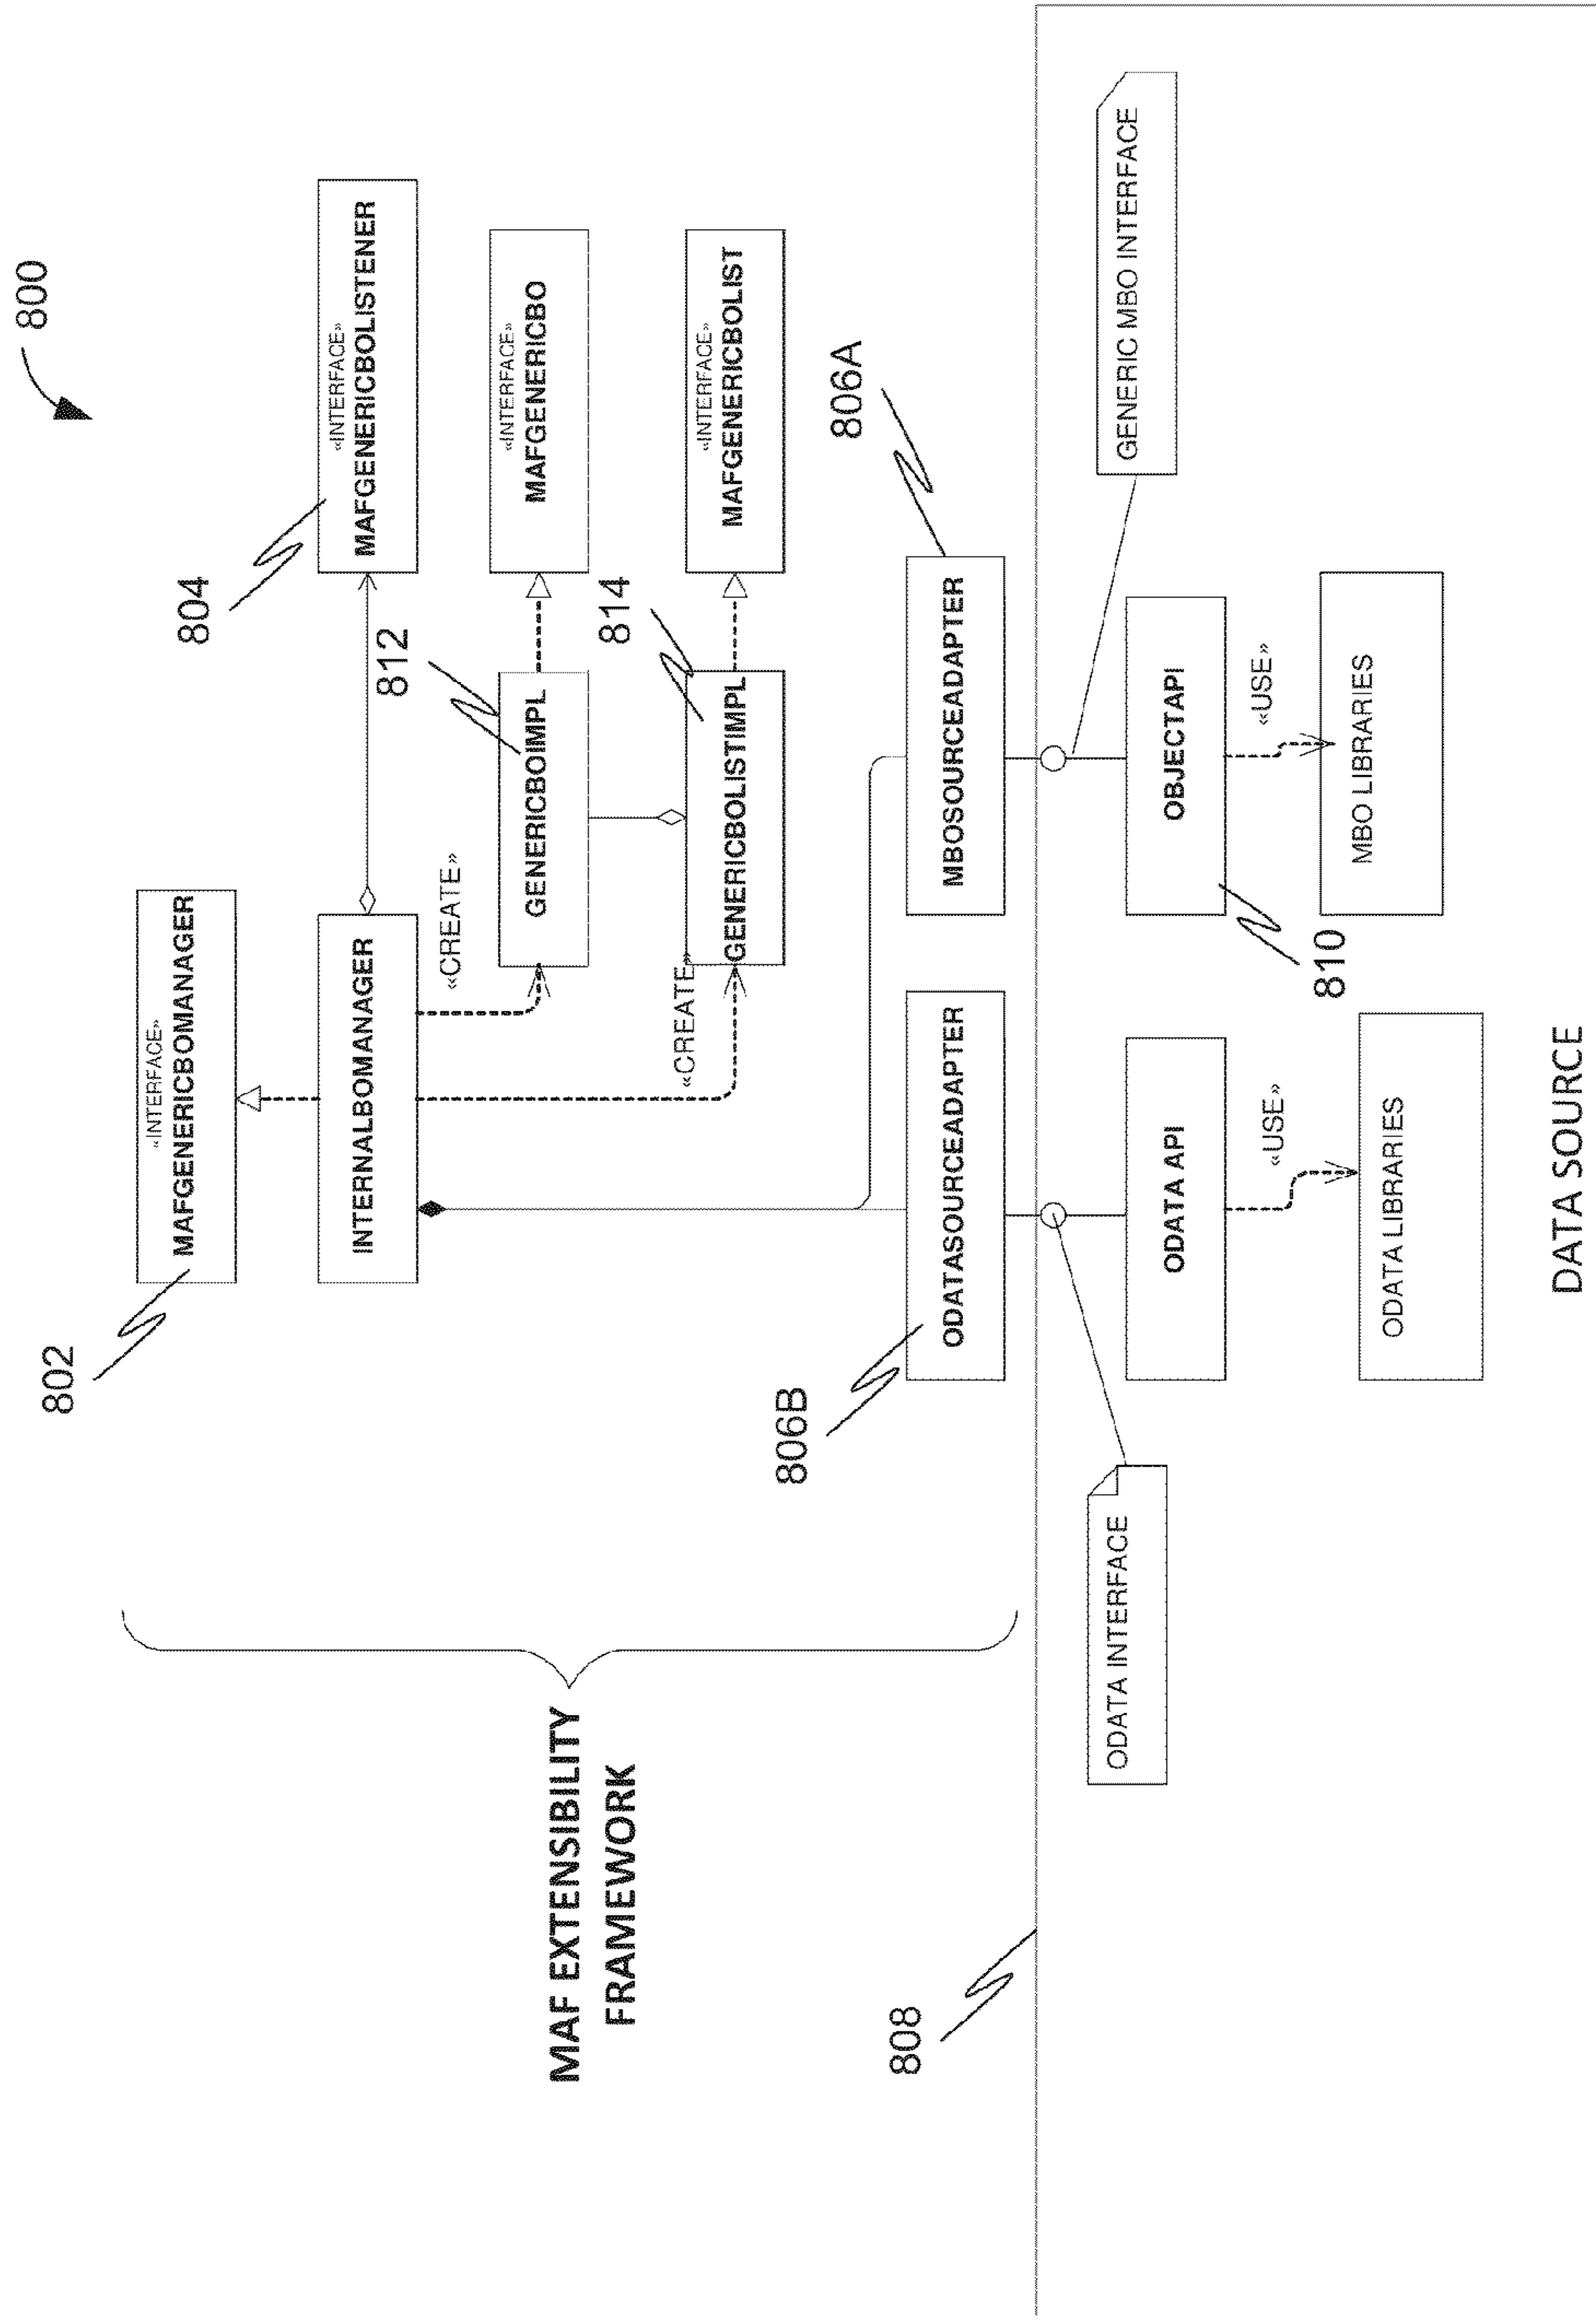 800
802
«INTERFACE»
MAFGENERICBOMANAGER
804
«INTERFACE»
MAFGENERICBOLISTENER
INTERNALBOMANAGER
812
«CREATE»
GENERICBOIMPL
«INTERFACE»
MAFGENERICBO
814
«CREATE»
GENERICBOLISTIMPL
«INTERFACE»
MAFGENERICBOLIST
MAF EXTENSIBILITY
FRAMEWORK
806B
ODATASOURCEADAPTER
MBOSOURCEADAPTER
806A
808
ODATA INTERFACE
ODATA API
810
OBJECTAPI
GENERIC MBO INTERFACE
«USE»
«USE»
ODATA LIBRARIES
MBO LIBRARIES
DATA SOURCE